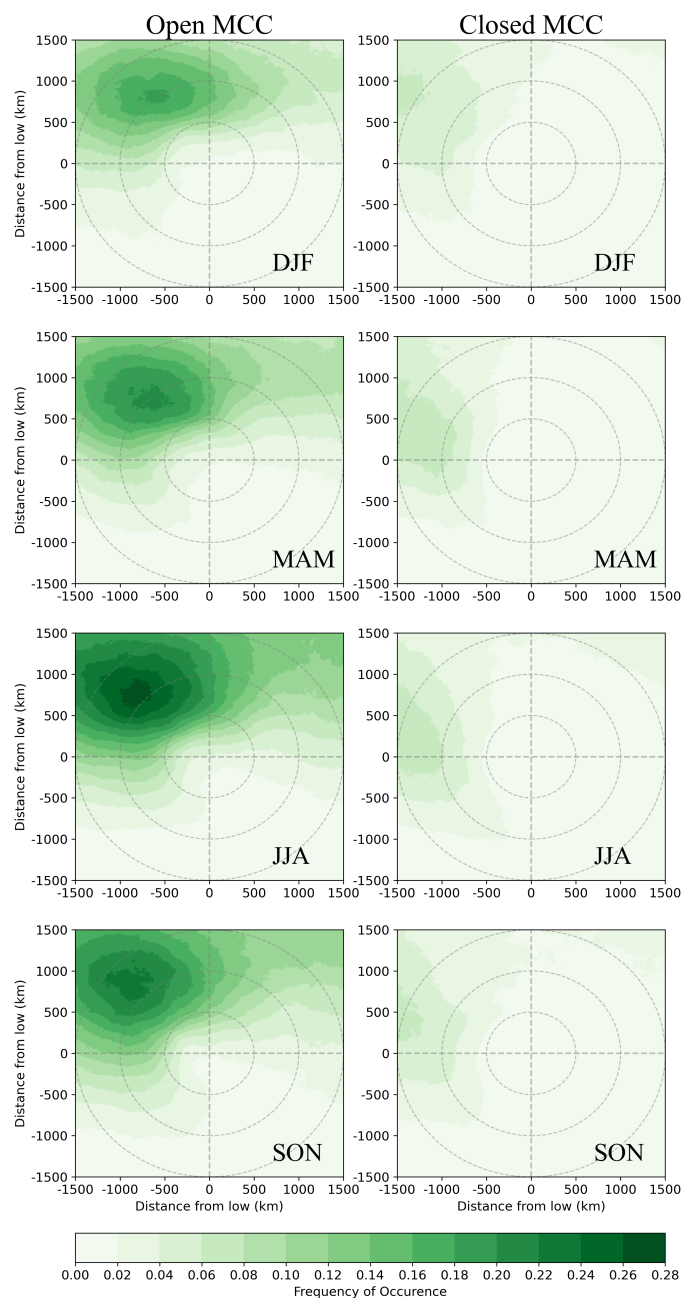 Open MCC Closed MCC
1500 1000 500 0 -500 -1000 -1500
Distance from low (km)
DJF DJF
-1500 -1000 -500 0 500 1000 1500 -1500 -1000 -500 0 500 1000 1500
1500 1000 500 0 -500 -1000 -1500
Distance from low (km)
MAM MAM
-1500 -1000 -500 0 500 1000 1500 -1500 -1000 -500 0 500 1000 1500
1500 1000 500 0 -500 -1000 -1500
Distance from low (km)
JJA JJA
-1500 -1000 -500 0 500 1000 1500 -1500 -1000 -500 0 500 1000 1500
1500 1000 500 0 -500 -1000 -1500
Distance from low (km)
SON SON
-1500 -1000 -500 0 500 1000 1500 -1500 -1000 -500 0 500 1000 1500
Distance from low (km) Distance from low (km)
0.00 0.02 0.04 0.06 0.08 0.10 0.12 0.14 0.16 0.18 0.20 0.22 0.24 0.26 0.28
Frequency of Occurence